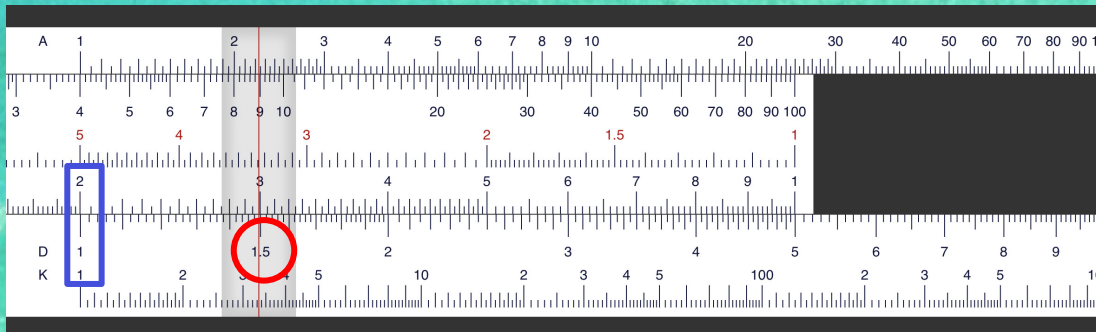 A 1 2 3 4 5 6 7 8 9 10 20 30 40 50 60 70 80 90 1
3 4 5 6 7 8 9 10 20 30 40 50 60 70 80 90 100
5 4 3 2 1.5 1
2 3 4 5 6 7 8 9 1
D 1 1.5 2 3 4 5 6 7 8 9
K 1 2 3 4 5 10 2 3 4 5 100 2 3 4 5 10